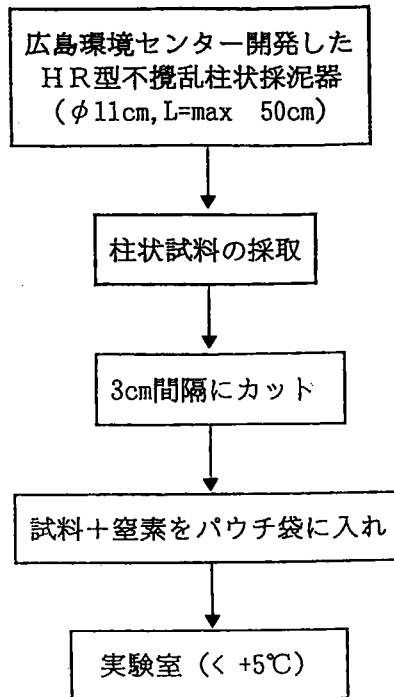 広島環境センター開発した
HR型不攪乱柱状採泥器
(φ11cm,L=max 50cm)
柱状試料の採取
3cm間隔にカット
試料+窒素をパウチ袋に入れ
実験室 (< +5℃)